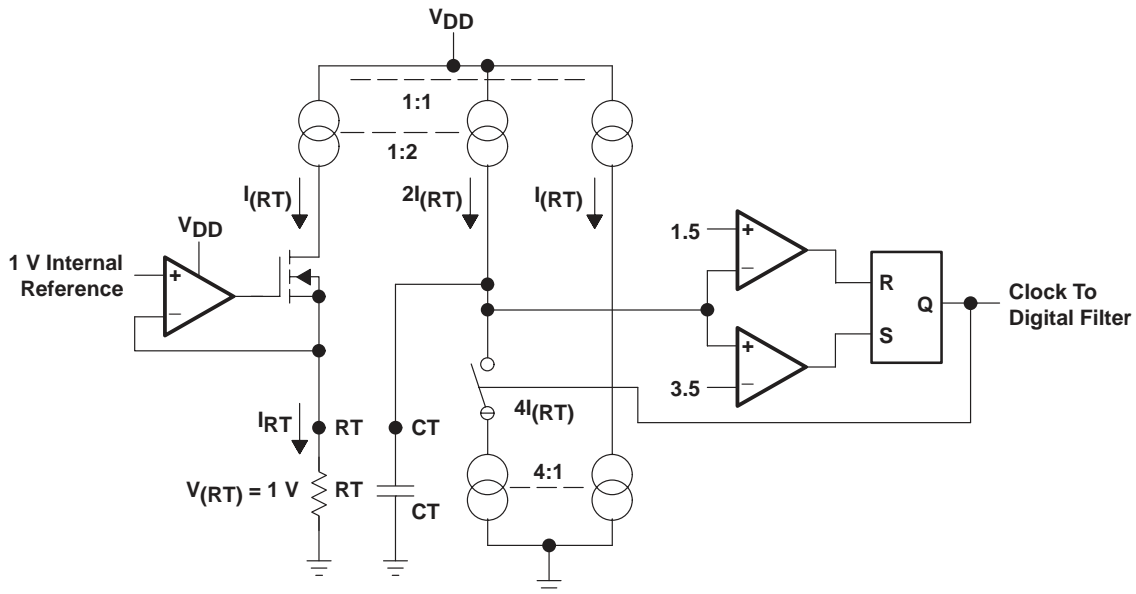 VDD
1:1
1:2
I(RT)
2I(RT)
I(RT)
VDD
1 V Internal
Reference
+
–
1.5
+
–
R
Q
S
Clock To
Digital Filter
+
–
3.5
4I(RT)
IRT
RT
CT
4:1
V(RT) = 1 V
RT
CT